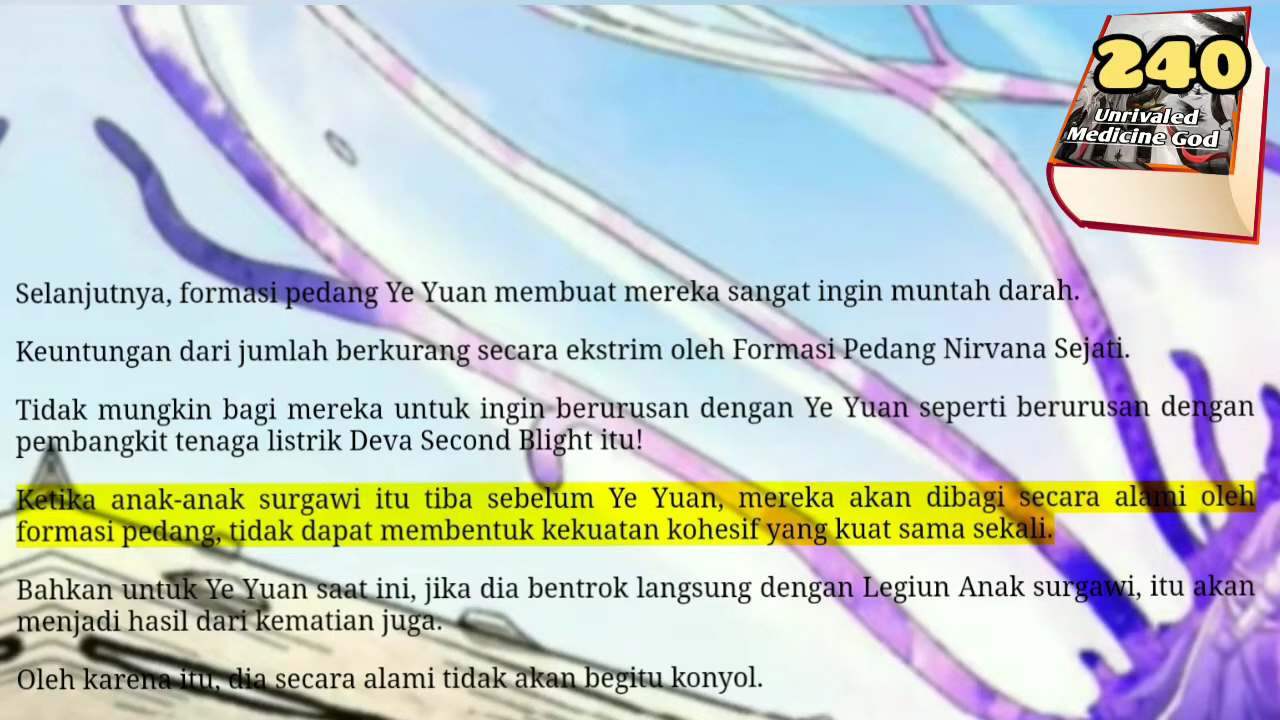 240
Unrivaled
Medicine God
Selanjutnya, formasi pedang Ye Yuan membuat mereka sangat ingin muntah darah.
Keuntungan dari jumlah berkurang secara ekstrim oleh Formasi Pedang Nirvana Sejati.
Tidak mungkin bagi mereka untuk ingin berurusan dengan Ye Yuan seperti berurusan dengan
pembangkit tenaga listrik Deva Second Blight itu!
Ketika anak-anak surgawi itu tiba sebelum Ye Yuan, mereka akan dibagi secara alami oleh
formasi pedang, tidak dapat membentuk kekuatan kohesif yang kuat sama sekali.
Bahkan untuk Ye Yuan saat ini, jika dia bentrok langsung dengan Legiun Anak surgawi, itu akan
menjadi hasil dari kematian juga.
Oleh karena itu, dia secara alami tidak akan begitu konyol.